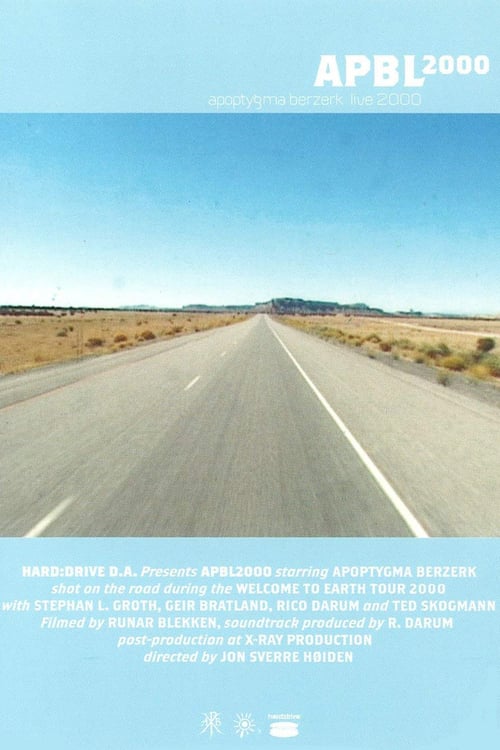 APBL2000
apoptygma berzerk live 2000
HARD:DRIVE D.A. Presents APBL2000 starring APOPTYGMA BERZERK
shot on the road during the WELCOME TO EARTH TOUR 2000
with STEPHAN L. GROTH, GEIR BRATLAND, RICO DARUM and TED SKOGMANN
Filmed by RUNAR BLEKKEN, soundtrack produced by R. DARUM
post-production at X-RAY PRODUCTION
directed by JON SVERRE HØIDEN